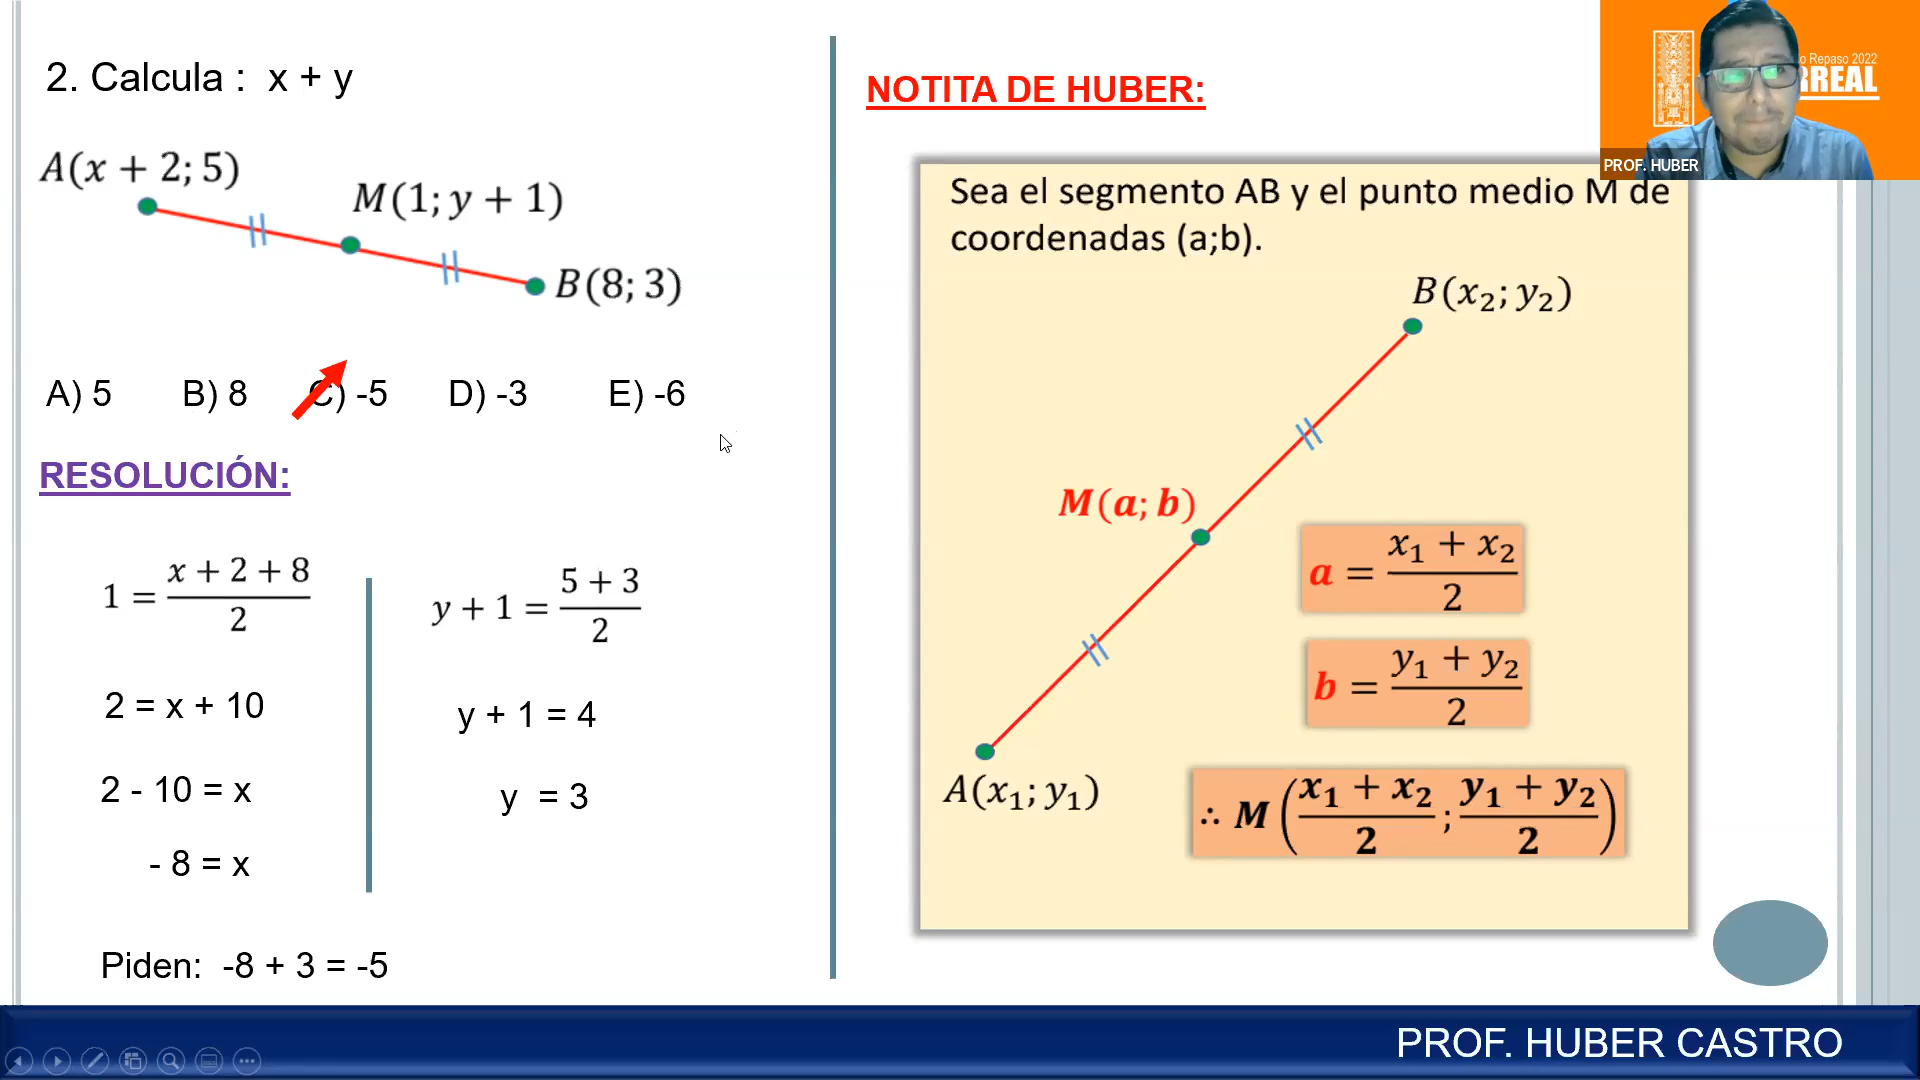 2. Calcula : x + y
A(x + 2; 5)
M(1; y + 1)
B(8; 3)
A) 5 B) 8 C) -5 D) -3 E) -6
RESOLUCIÓN:
1 = (x + 2 + 8)/2
2 = x + 10
2 - 10 = x
- 8 = x
y + 1 = (5 + 3)/2
y + 1 = 4
y = 3
Piden: -8 + 3 = -5
NOTITA DE HUBER:
Sea el segmento AB y el punto medio M de
coordenadas (a;b).
B(x₂; y₂)
M(a; b)
a = (x₁ + x₂)/2
b = (y₁ + y₂)/2
A(x₁; y₁)
∴ M((x₁ + x₂)/2 ; (y₁ + y₂)/2)
o Repaso 2022
RREAL
PROF. HUBER
PROF. HUBER CASTRO